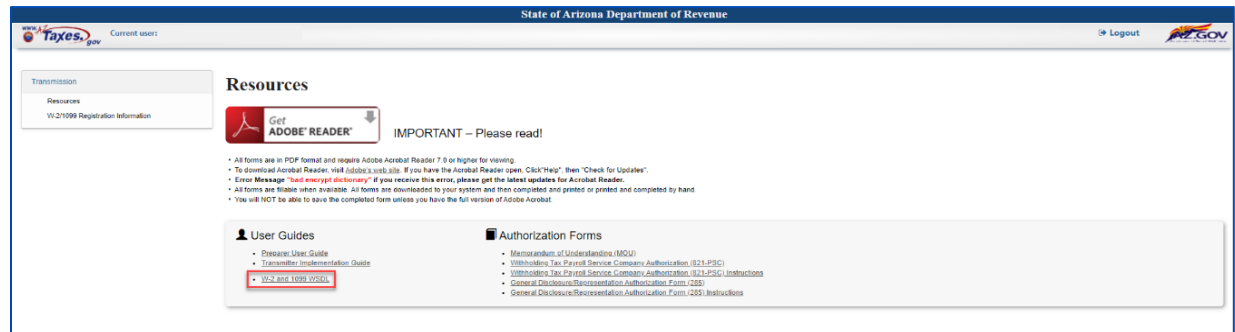 State of Arizona Department of Revenue
www.AZ
Taxes.gov
Current user:
Logout
AZ.GOV
Transmission
Resources
W-2/1099 Registration Information
Resources
Get
ADOBE® READER®
IMPORTANT – Please read!
• All forms are in PDF format and require Adobe Acrobat Reader 7.0 or higher for viewing.
• To download Acrobat Reader, visit Adobe's web site. If you have the Acrobat Reader open, Click"Help", then "Check for Updates".
• Error Message "bad encrypt dictionary" if you receive this error, please get the latest updates for Acrobat Reader.
• All forms are fillable when available. All forms are downloaded to your system and then completed and printed or printed and completed by hand.
• You will NOT be able to save the completed form unless you have the full version of Adobe Acrobat.
User Guides
• Preparer User Guide
• Transmitter Implementation Guide
• W-2 and 1099 WSDL
Authorization Forms
• Memorandum of Understanding (MOU)
• Withholding Tax Payroll Service Company Authorization (821-PSC)
• Withholding Tax Payroll Service Company Authorization (821-PSC) Instructions
• General Disclosure/Representation Authorization Form (285)
• General Disclosure/Representation Authorization Form (285) Instructions